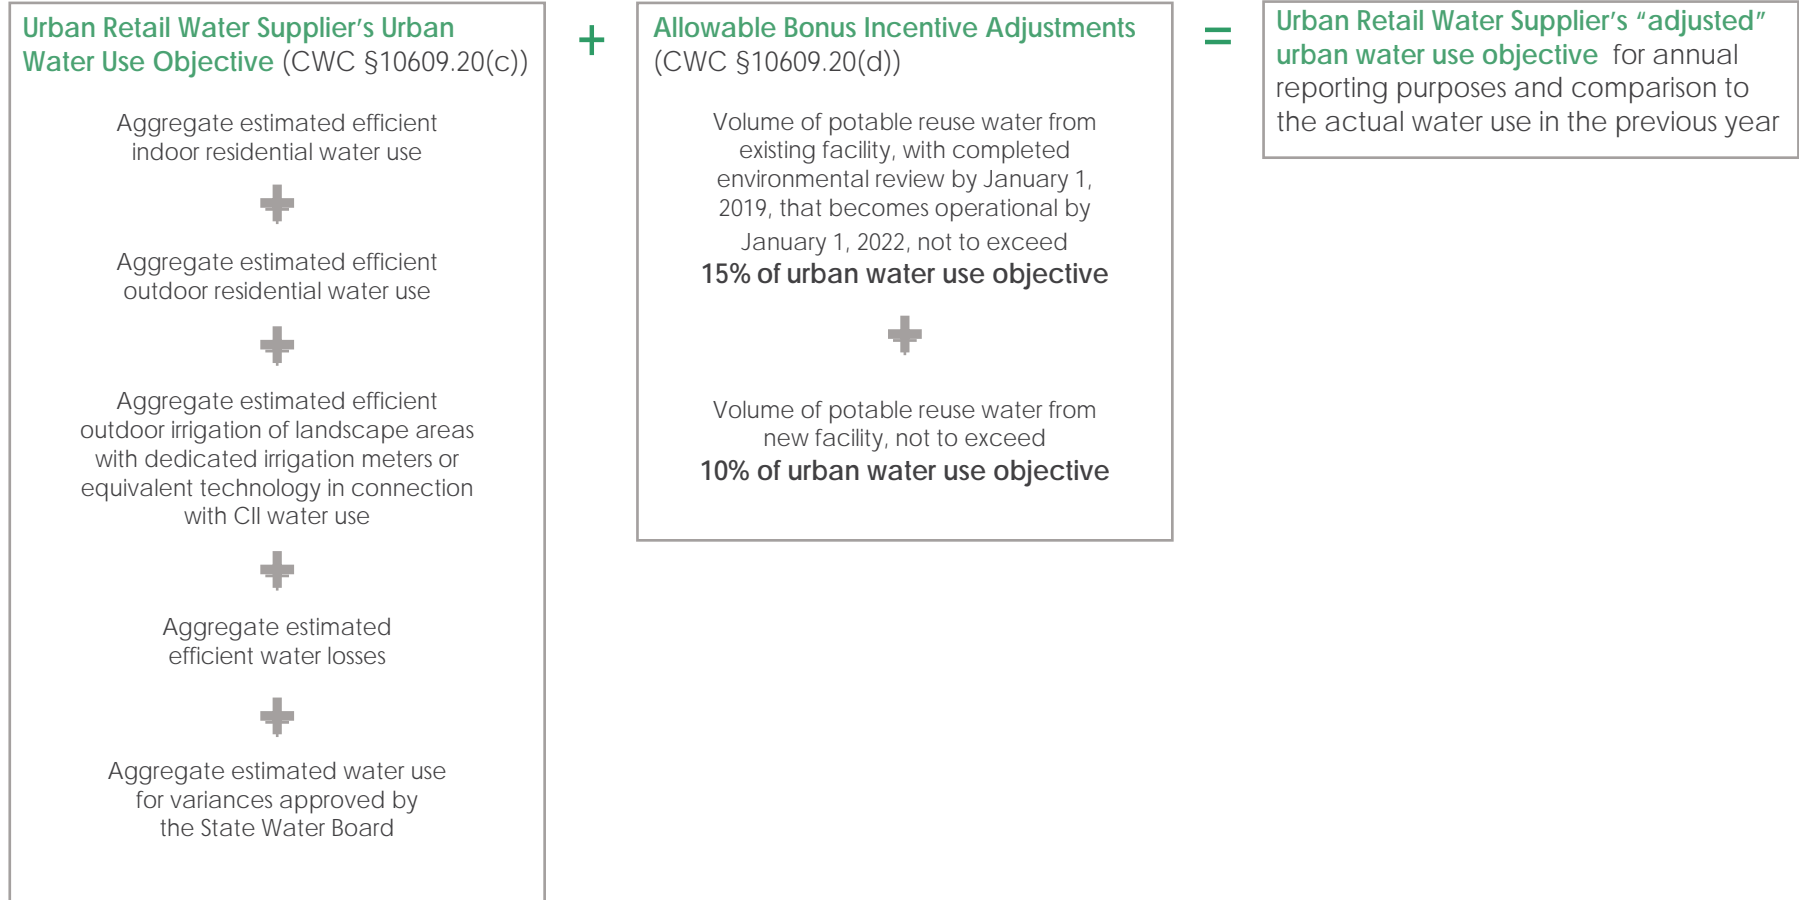 Urban Retail Water Supplier's Urban
Water Use Objective (CWC §10609.20(c))
Aggregate estimated efficient
indoor residential water use
Aggregate estimated efficient
outdoor residential water use
Aggregate estimated efficient
outdoor irrigation of landscape areas
with dedicated irrigation meters or
equivalent technology in connection
with CII water use
Aggregate estimated
efficient water losses
Aggregate estimated water use
for variances approved by
the State Water Board
+
Allowable Bonus Incentive Adjustments
(CWC §10609.20(d))
Volume of potable reuse water from
existing facility, with completed
environmental review by January 1,
2019, that becomes operational by
January 1, 2022, not to exceed
15% of urban water use objective
Volume of potable reuse water from
new facility, not to exceed
10% of urban water use objective
=
Urban Retail Water Supplier's “adjusted”
urban water use objective for annual
reporting purposes and comparison to
the actual water use in the previous year